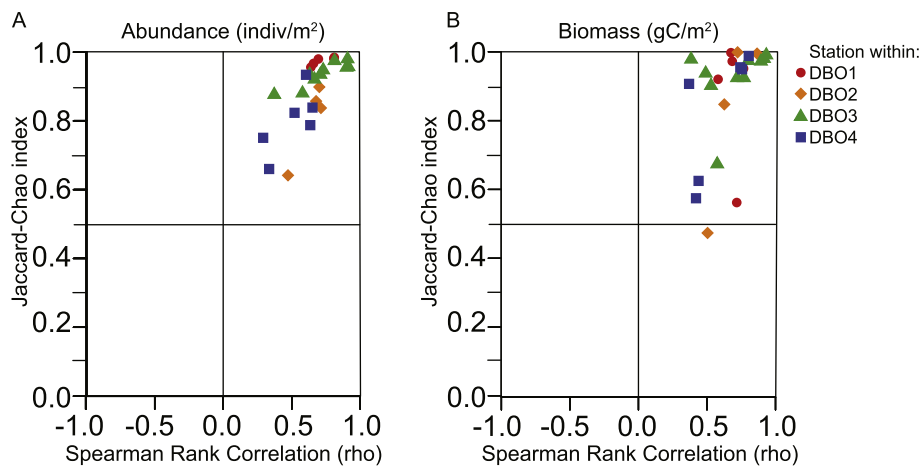 A
Abundance (indiv/m²)
Jaccard-Chao index
1.0
0.8
0.6
0.4
0.2
0.0
-1.0 -0.5 0.0 0.5 1.0
Spearman Rank Correlation (rho)
B
Biomass (gC/m²)
Jaccard-Chao index
1.0
0.8
0.6
0.4
0.2
0.0
-1.0 -0.5 0.0 0.5 1.0
Spearman Rank Correlation (rho)
Station within:
DBO1
DBO2
DBO3
DBO4